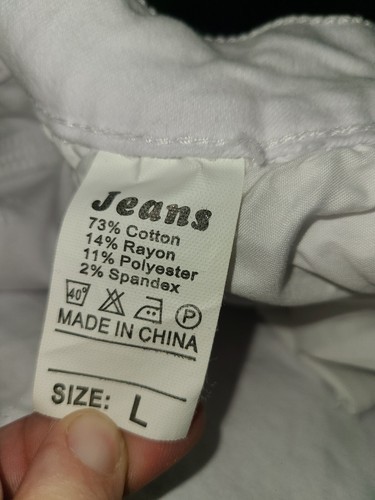 Jeans
73% Cotton
14% Rayon
11% Polyester
2% Spandex
40° P
MADE IN CHINA
SIZE: L